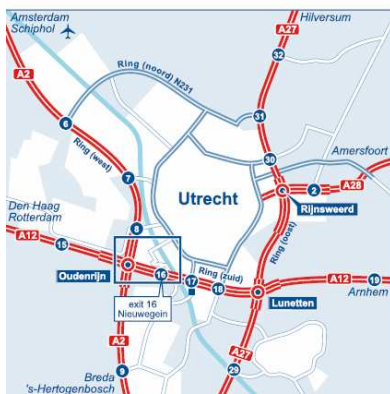 Amsterdam
Schiphol
A2
Hilversum
A27
32
Ring (noord) N231
6
31
Ring (west)
30
Amersfoort
7
Utrecht
2
A28
Rijnsweerd
Den Haag
Rotterdam
8
Ring (oost)
A12
15
Oudenrijn
16
Ring (zuid)
17
18
A12
19
Lunetten
Arnhem
exit 16
Nieuwegein
A2
A27
9
29
Breda
's-Hertogenbosch